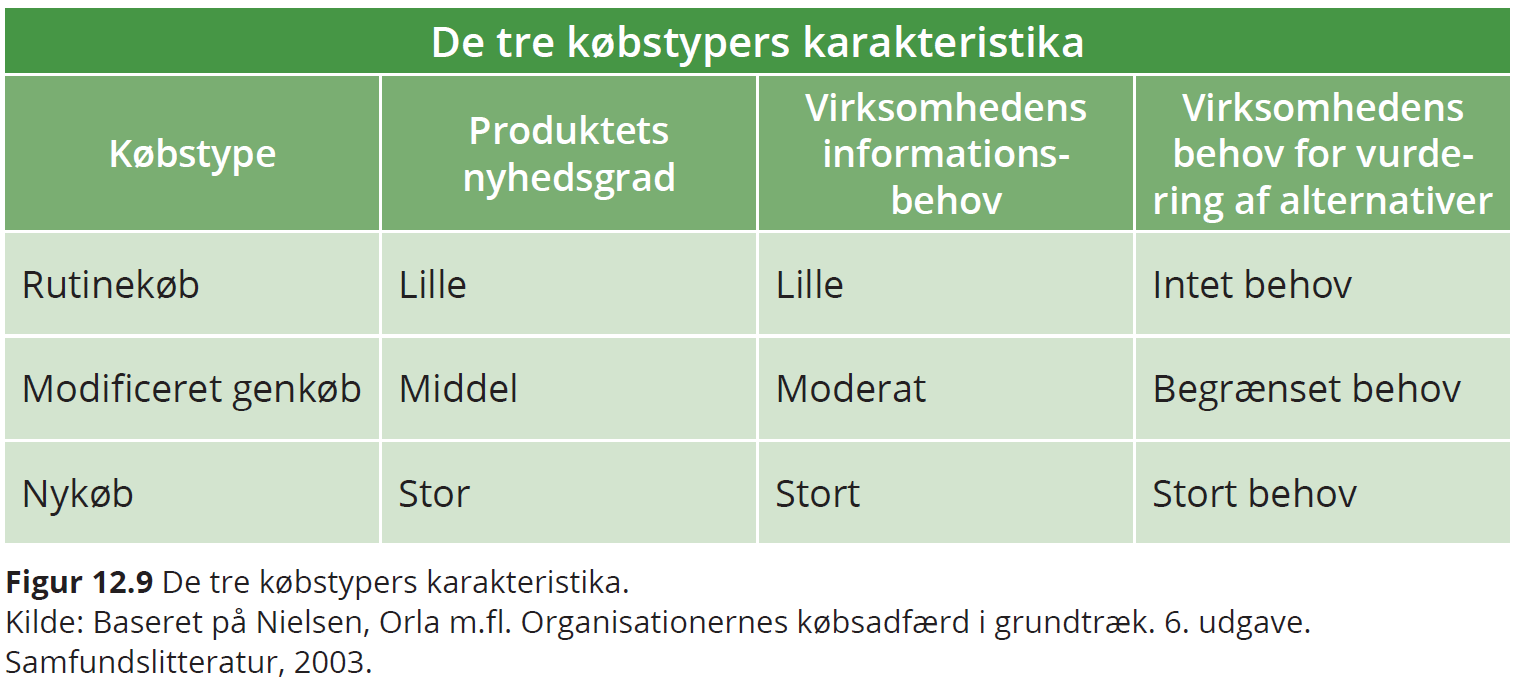 De tre købstypers karakteristika
Købstype
Produktets
nyhedsgrad
Virksomhedens
informations-
behov
Virksomhedens
behov for vurde-
ring af alternativer
Rutinekøb
Lille
Lille
Intet behov
Modificeret genkøb
Middel
Moderat
Begrænset behov
Nykøb
Stor
Stort
Stort behov
Figur 12.9 De tre købstypers karakteristika.
Kilde: Baseret på Nielsen, Orla m.fl. Organisationernes købsadfærd i grundtræk. 6. udgave.
Samfundslitteratur, 2003.